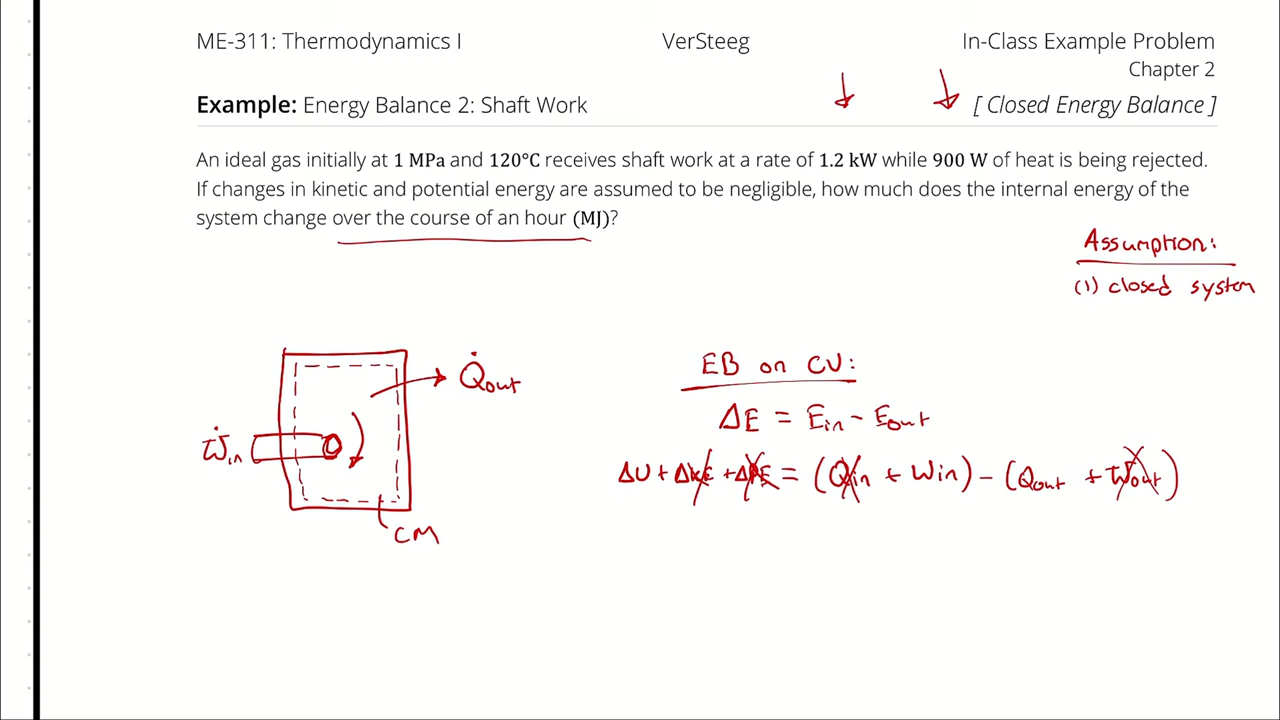 ME-311: Thermodynamics I VerSteeg In-Class Example Problem
Chapter 2
Example: Energy Balance 2: Shaft Work [ Closed Energy Balance ]
An ideal gas initially at 1 MPa and 120°C receives shaft work at a rate of 1.2 kW while 900 W of heat is being rejected.
If changes in kinetic and potential energy are assumed to be negligible, how much does the internal energy of the
system change over the course of an hour (MJ)?
Assumption:
(1) closed system
Q̇out
Ẇin
CM
EB on CV:
ΔE = Ein - Eout
ΔU + ΔKE + ΔPE = (Qin + Win) - (Qout + Wout)